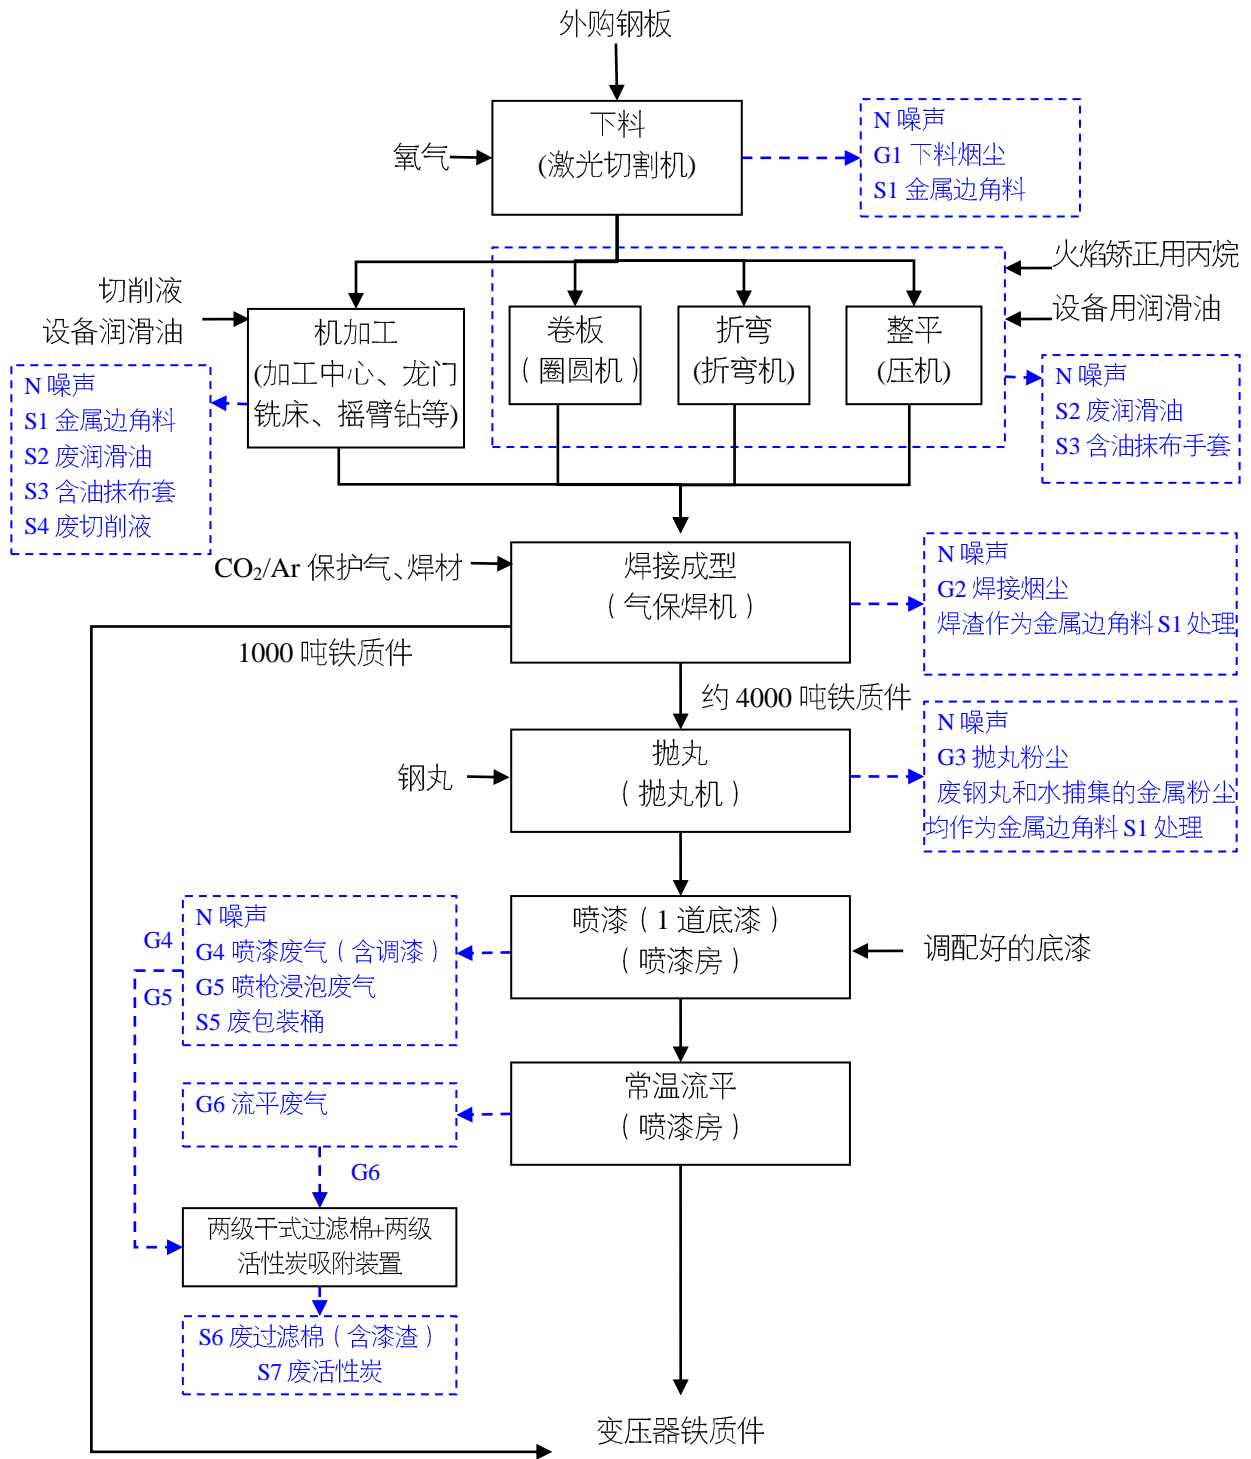 外购钢板
下料
(激光切割机)
氧气
N 噪声
G1 下料烟尘
S1 金属边角料
火焰矫正用丙烷
设备用润滑油
切削液
设备润滑油
机加工
(加工中心、龙门
铣床、摇臂钻等)
卷板
（圈圆机）
折弯
(折弯机)
整平
(压机)
N 噪声
S1 金属边角料
S2 废润滑油
S3 含油抹布套
S4 废切削液
N 噪声
S2 废润滑油
S3 含油抹布手套
CO₂/Ar 保护气、焊材
焊接成型
（气保焊机）
N 噪声
G2 焊接烟尘
焊渣作为金属边角料 S1 处理
1000 吨铁质件
约 4000 吨铁质件
钢丸
抛丸
（抛丸机）
N 噪声
G3 抛丸粉尘
废钢丸和水捕集的金属粉尘
均作为金属边角料 S1 处理
喷漆（1 道底漆）
（喷漆房）
调配好的底漆
N 噪声
G4 喷漆废气（含调漆）
G5 喷枪浸泡废气
S5 废包装桶
G4
G5
常温流平
（喷漆房）
G6 流平废气
G6
两级干式过滤棉+两级
活性炭吸附装置
S6 废过滤棉（含漆渣）
S7 废活性炭
变压器铁质件